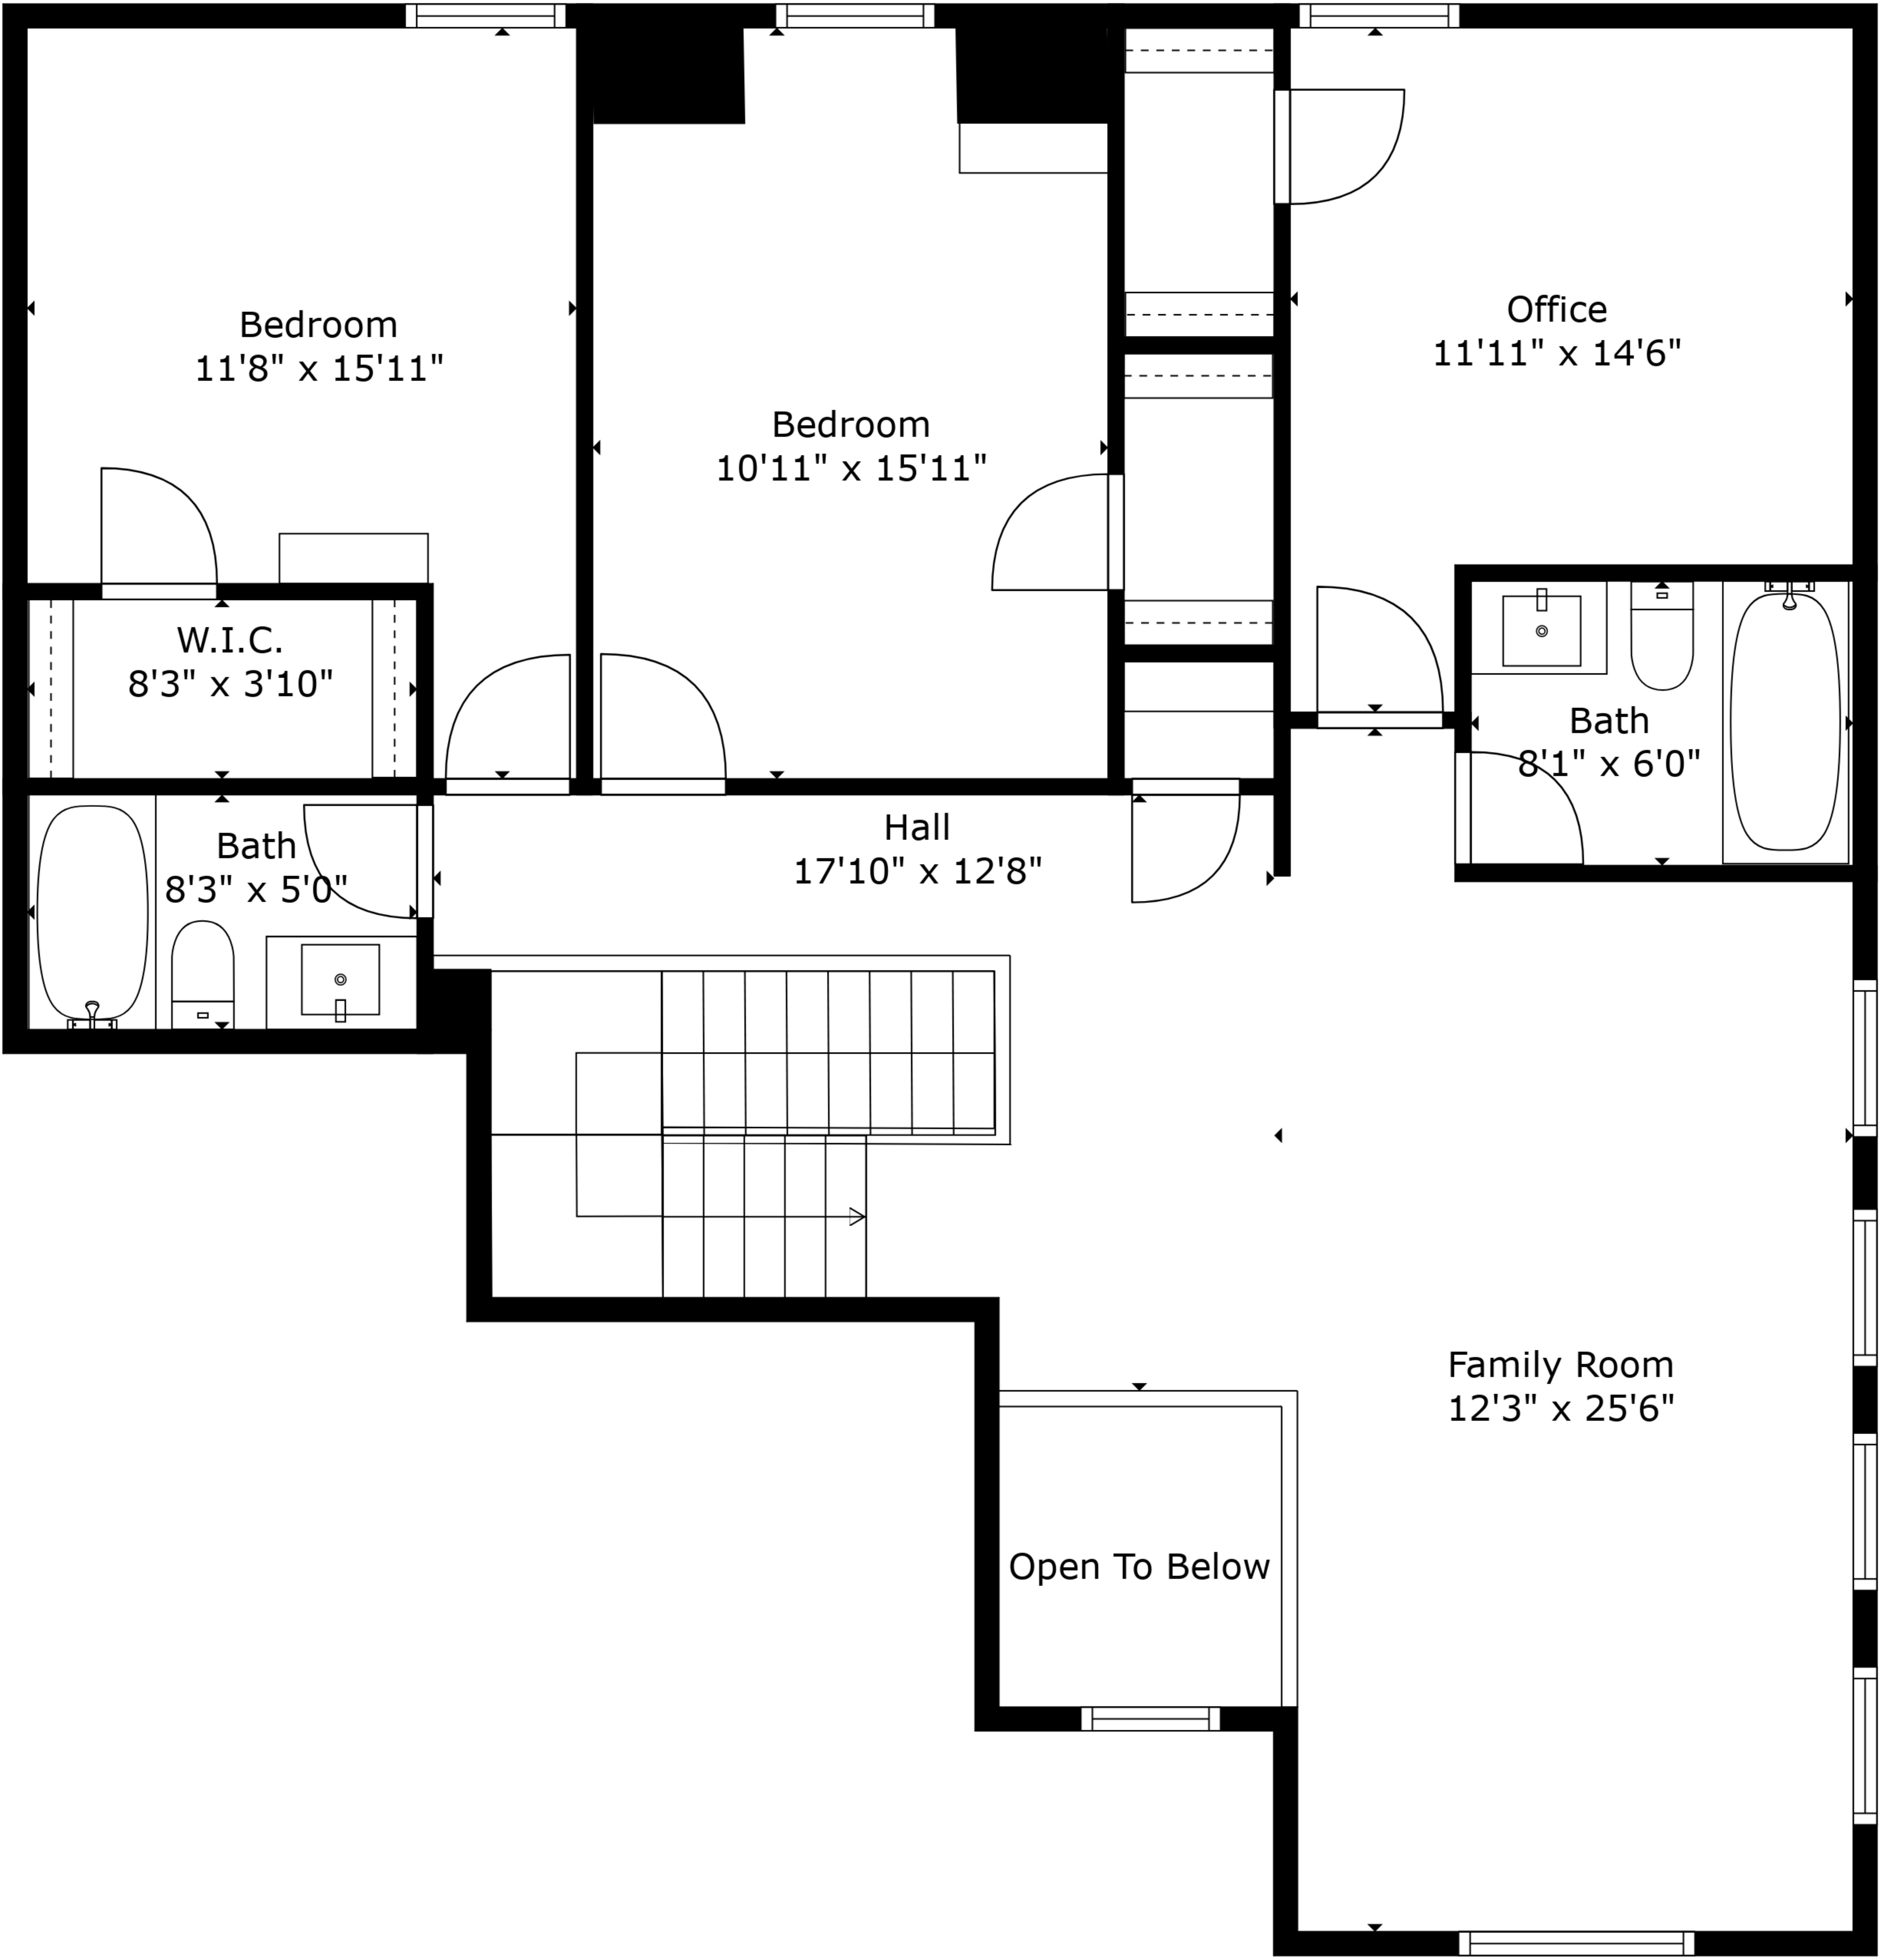 Bedroom
11'8" x 15'11"
Bedroom
10'11" x 15'11"
Office
11'11" x 14'6"
W.I.C.
8'3" x 3'10"
Bath
8'1" x 6'0"
Bath
8'3" x 5'0"
Hall
17'10" x 12'8"
Family Room
12'3" x 25'6"
Open To Below